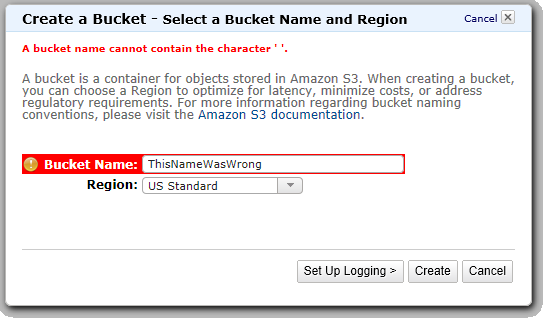 Create a Bucket - Select a Bucket Name and Region
Cancel
A bucket name cannot contain the character ' '.
A bucket is a container for objects stored in Amazon S3. When creating a bucket,
you can choose a Region to optimize for latency, minimize costs, or address
regulatory requirements. For more information regarding bucket naming
conventions, please visit the Amazon S3 documentation.
Bucket Name: ThisNameWasWrong
Region: US Standard
Set Up Logging > Create Cancel